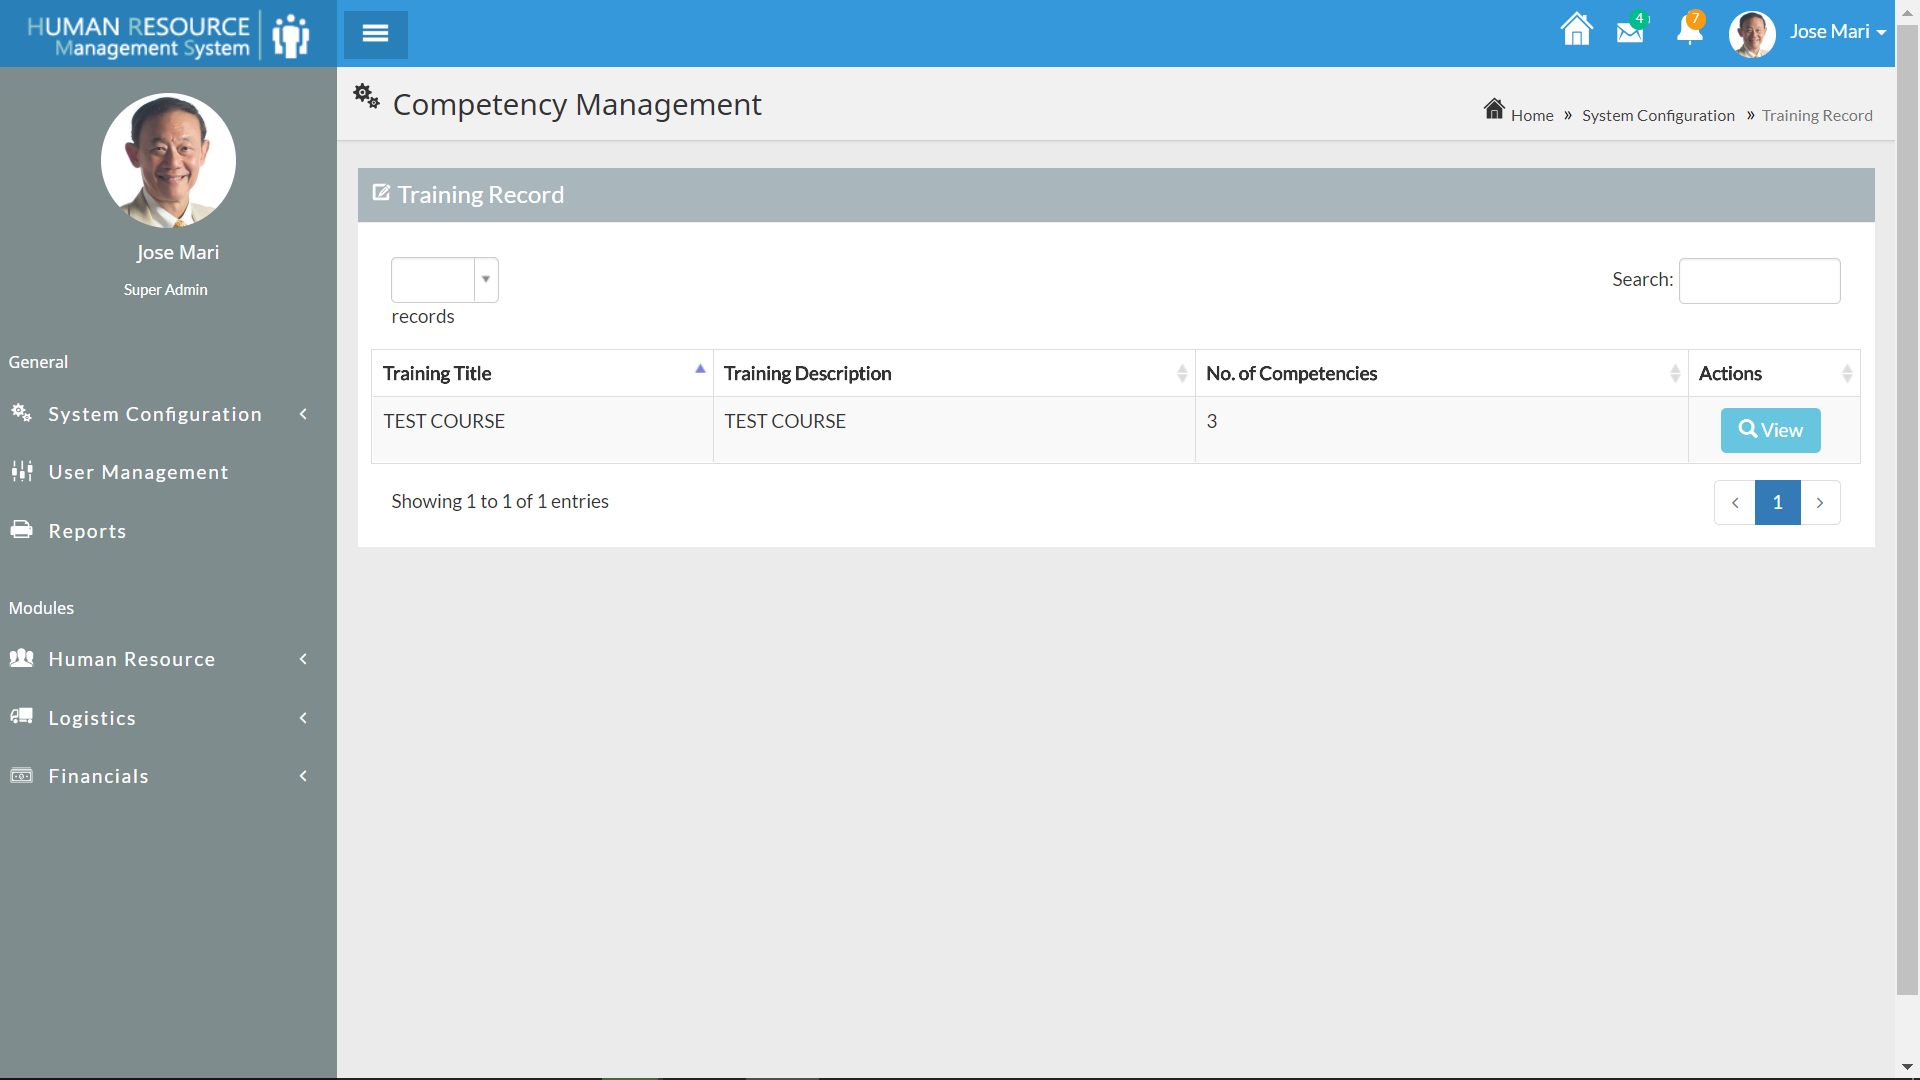 HUMAN RESOURCE
Management System
4
7
Jose Mari
Jose Mari
Super Admin
General
System Configuration
User Management
Reports
Modules
Human Resource
Logistics
Financials
Competency Management
Home » System Configuration » Training Record
Training Record
records
Search:
Training Title Training Description No. of Competencies Actions
TEST COURSE TEST COURSE 3 View
Showing 1 to 1 of 1 entries
‹ 1 ›